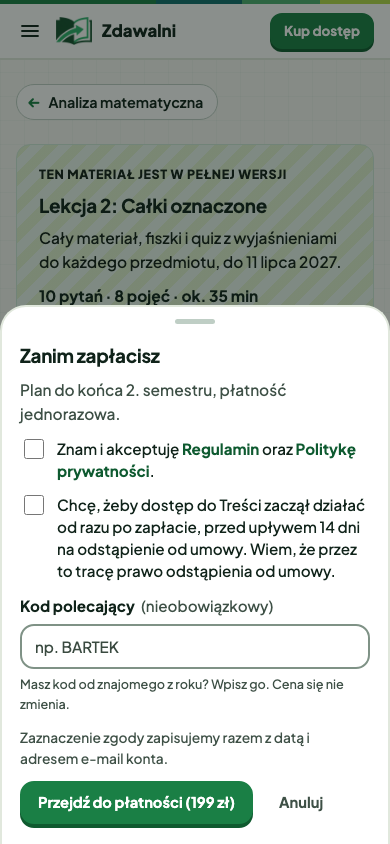 Zdawalni
Kup dostęp
← Analiza matematyczna
TEN MATERIAŁ JEST W PEŁNEJ WERSJI
Lekcja 2: Całki oznaczone
Cały materiał, fiszki i quiz z wyjaśnieniami
do każdego przedmiotu, do 11 lipca 2027.
10 pytań · 8 pojęć · ok. 35 min
Zanim zapłacisz
Plan do końca 2. semestru, płatność
jednorazowa.
Znam i akceptuję Regulamin oraz Politykę
prywatności.
Chcę, żeby dostęp do Treści zaczął działać
od razu po zapłacie, przed upływem 14 dni
na odstąpienie od umowy. Wiem, że przez
to tracę prawo odstąpienia od umowy.
Kod polecający (nieobowiązkowy)
np. BARTEK
Masz kod od znajomego z roku? Wpisz go. Cena się nie
zmienia.
Zaznaczenie zgody zapisujemy razem z datą i
adresem e-mail konta.
Przejdź do płatności (199 zł)
Anuluj